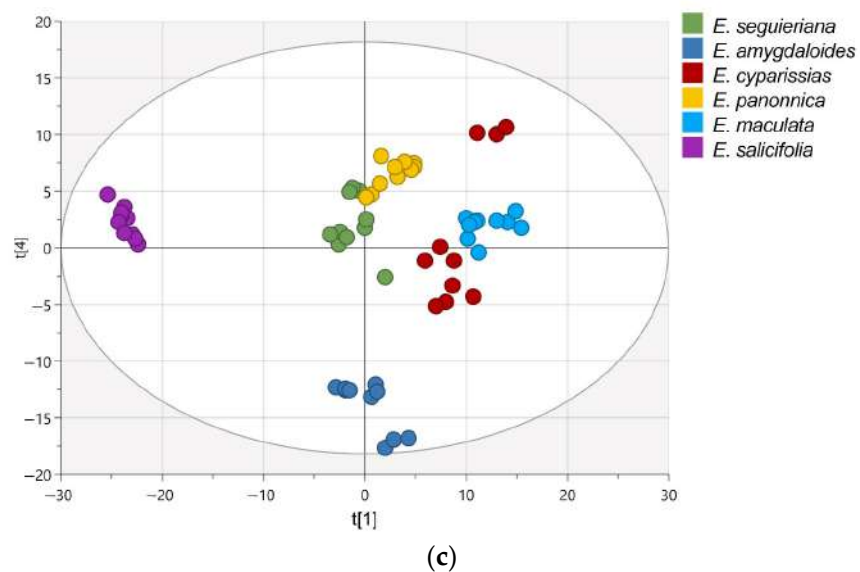 20
15
10
5
0
−5
−10
−15
−20
t[4]
−30
−20
−10
0
10
20
30
t[1]
E. seguieriana
E. amygdaloides
E. cyparissias
E. panonnica
E. maculata
E. salicifolia
(c)